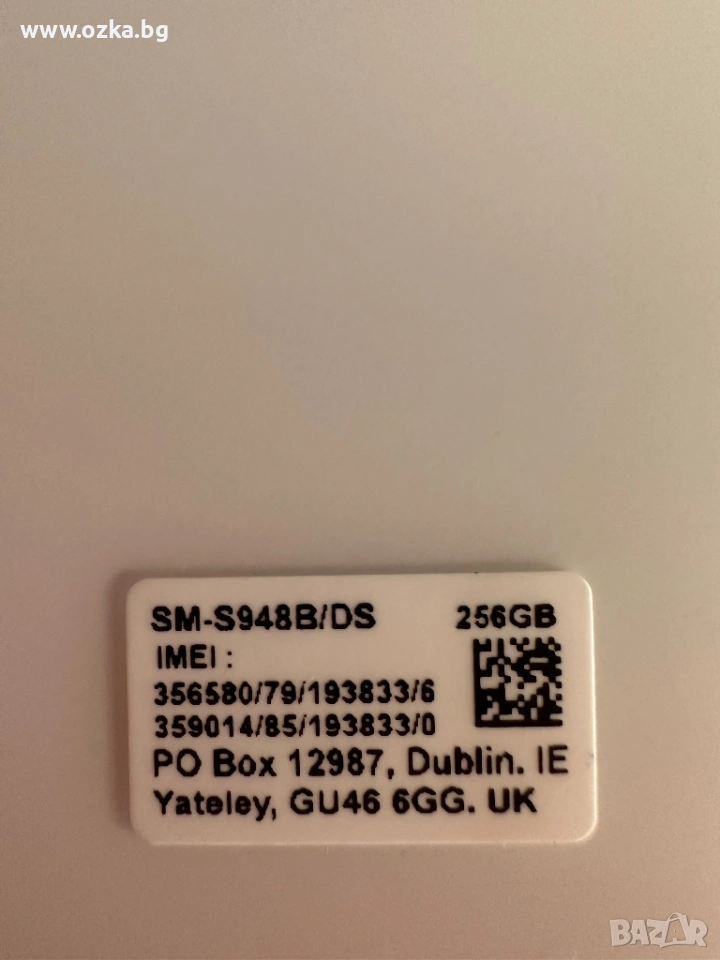 www.ozka.bg
SM-S948B/DS 256GB
IMEI :
356580/79/193833/6
359014/85/193833/0
PO Box 12987, Dublin. IE
Yateley, GU46 6GG. UK
BAZAR